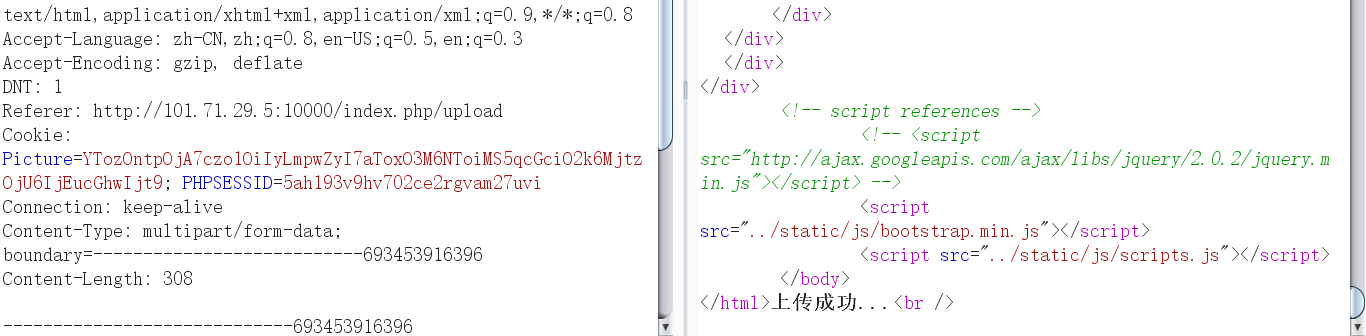 text/html,application/xhtml+xml,application/xml;q=0.9,*/*;q=0.8
Accept-Language: zh-CN,zh;q=0.8,en-US;q=0.5,en;q=0.3
Accept-Encoding: gzip, deflate
DNT: 1
Referer: http://101.71.29.5:10000/index.php/upload
Cookie:
Picture=YTozOntpOjA7czo1OiIyLmpwZyI7aToxO3M6NToiMS5qcGciO2k6Mjtz
OjU6IjEucGhwIjt9; PHPSESSID=5ah193v9hv702ce2rgvam27uvi
Connection: keep-alive
Content-Type: multipart/form-data;
boundary=---------------------------693453916396
Content-Length: 308
-----------------------------693453916396
</div>
</div>
</div>
</div>
<!-- script references -->
<!-- <script
src="http://ajax.googleapis.com/ajax/libs/jquery/2.0.2/jquery.m
in.js"></script> -->
<script
src="../static/js/bootstrap.min.js"></script>
<script src="../static/js/scripts.js"></script>
</body>
</html>上传成功...<br />